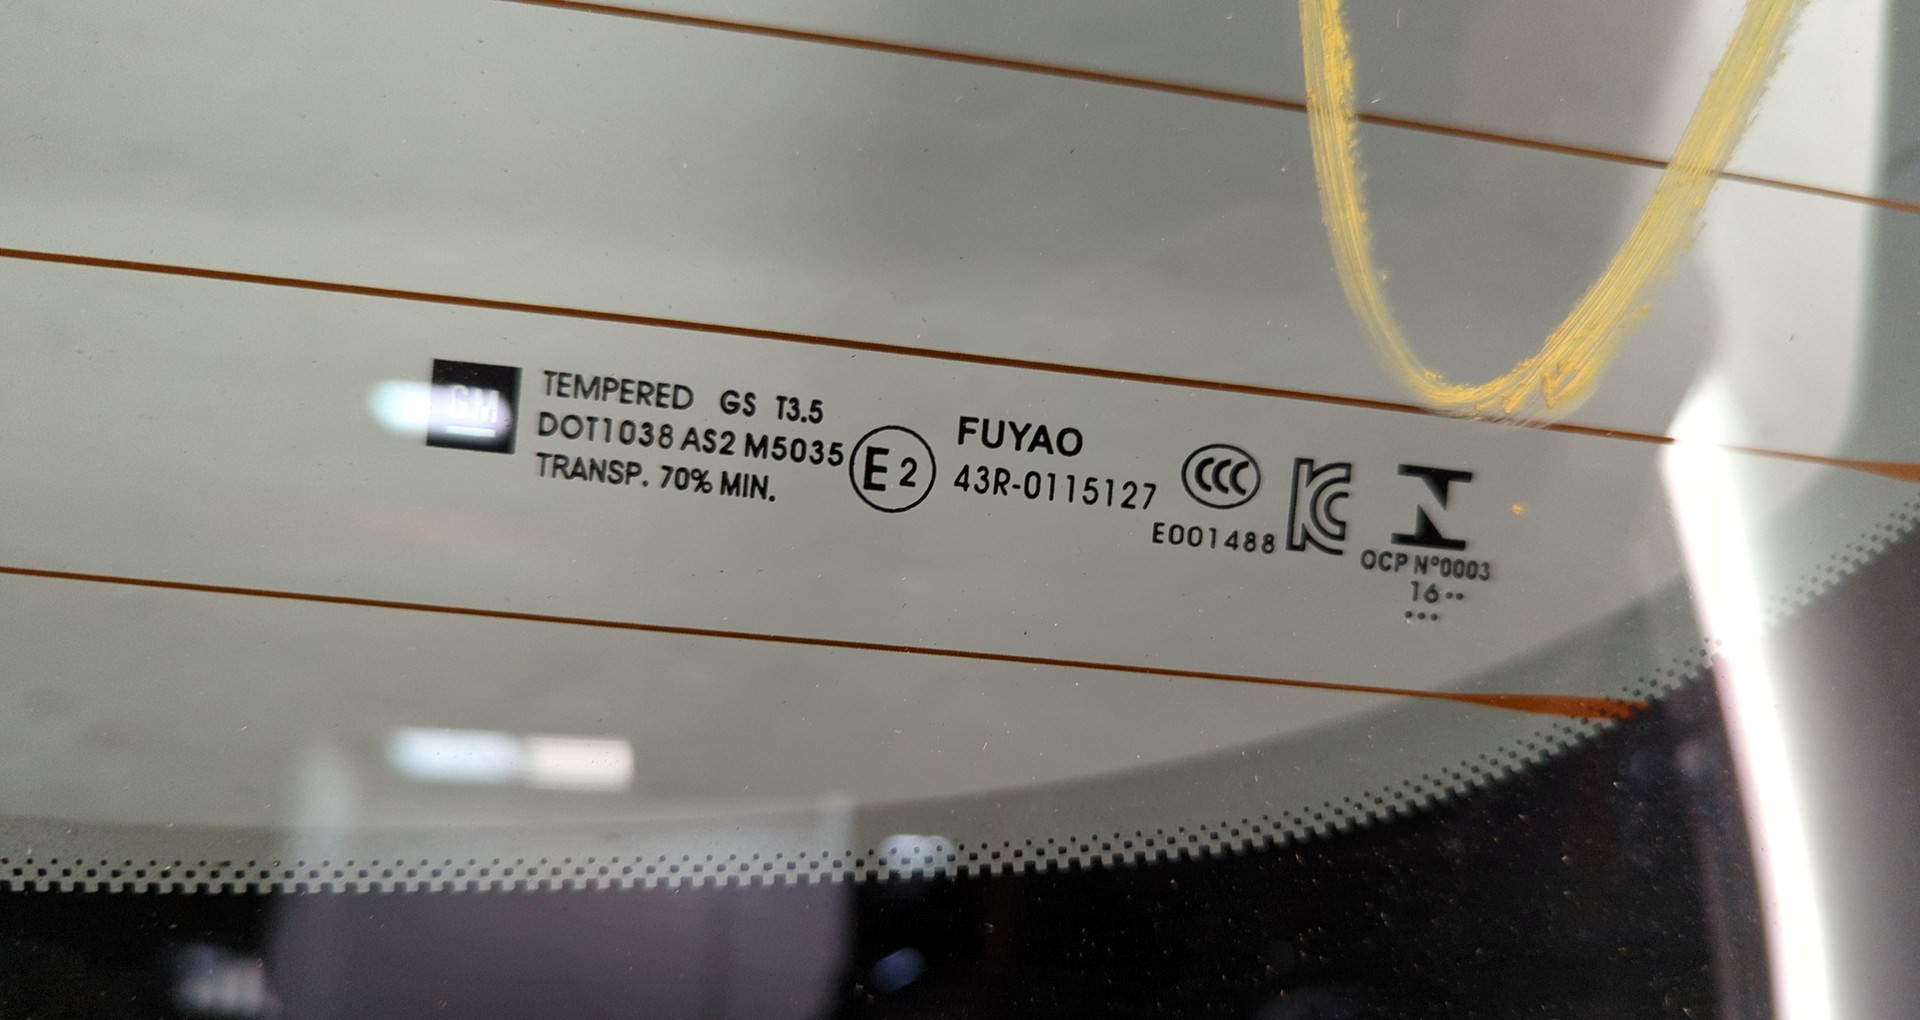 GM
TEMPERED GS T3.5
DOT1038 AS2 M5035
TRANSP. 70% MIN.
E2
FUYAO
43R-0115127
CCC
E001488
KC
N
OCP Nº0003
16••
•••